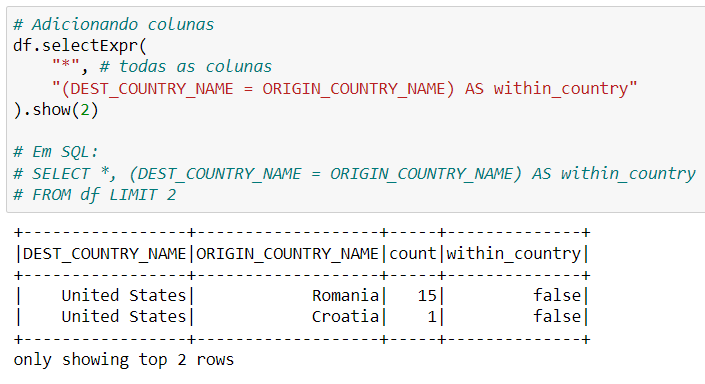 # Adicionando colunas
df.selectExpr(
    "*", # todas as colunas
    "(DEST_COUNTRY_NAME = ORIGIN_COUNTRY_NAME) AS within_country"
).show(2)

# Em SQL:
# SELECT *, (DEST_COUNTRY_NAME = ORIGIN_COUNTRY_NAME) AS within_country
# FROM df LIMIT 2
+-----------------+-------------------+-----+--------------+
|DEST_COUNTRY_NAME|ORIGIN_COUNTRY_NAME|count|within_country|
+-----------------+-------------------+-----+--------------+
|    United States|            Romania|   15|         false|
|    United States|            Croatia|    1|         false|
+-----------------+-------------------+-----+--------------+
only showing top 2 rows